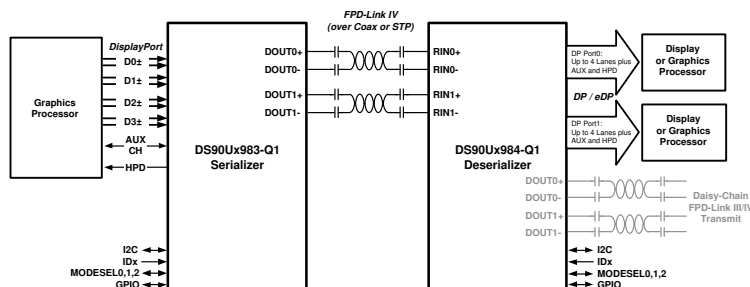 FPD-Link IV
(over Coax or STP)
DisplayPort
D0±
D1±
D2±
D3±
AUX
CH
HPD
Graphics
Processor
DOUT0+
DOUT0-
DOUT1+
DOUT1-
DS90Ux983-Q1
Serializer
I2C
IDx
MODESEL0,1,2
GPIO
RIN0+
RIN0-
RIN1+
RIN1-
DS90Ux984-Q1
Deserializer
DP Port0:
Up to 4 Lanes plus
AUX and HPD
DP / eDP
DP Port1:
Up to 4 Lanes plus
AUX and HPD
Display
or Graphics
Processor
Display
or Graphics
Processor
DOUT0+
DOUT0-
DOUT1+
DOUT1-
Daisy-Chain
FPD-Link III/IV
Transmit
I2C
IDx
MODESEL0,1,2
GPIO